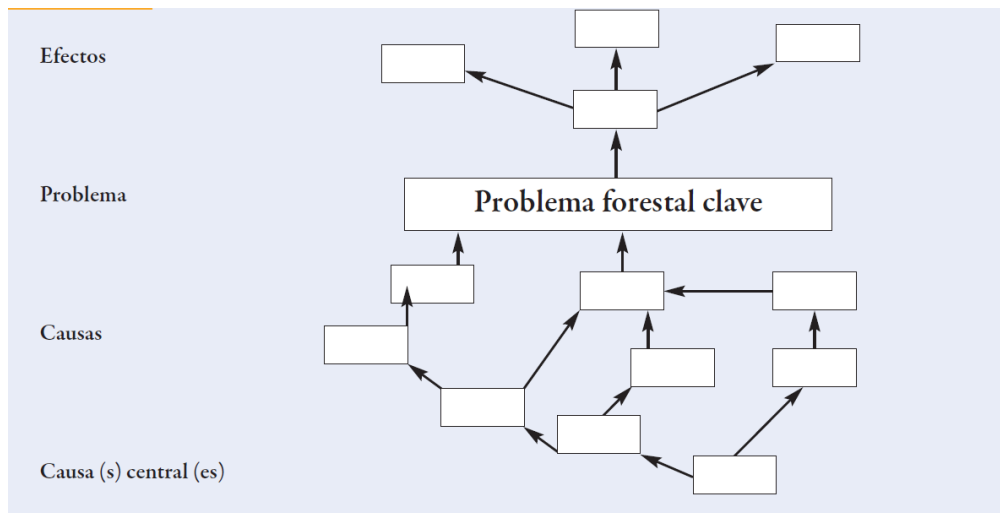 Efectos
Problema
Problema forestal clave
Causas
Causa (s) central (es)